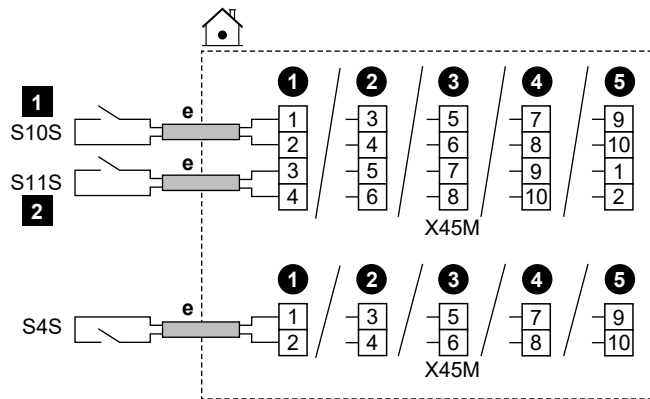 1 2 3 4 5
1
S10S
e
1 3 5 7 9
2 4 6 8 10
S11S
e
3 5 7 9 1
4 6 8 10 2
2
X45M
1 2 3 4 5
S4S
e
1 3 5 7 9
2 4 6 8 10
X45M